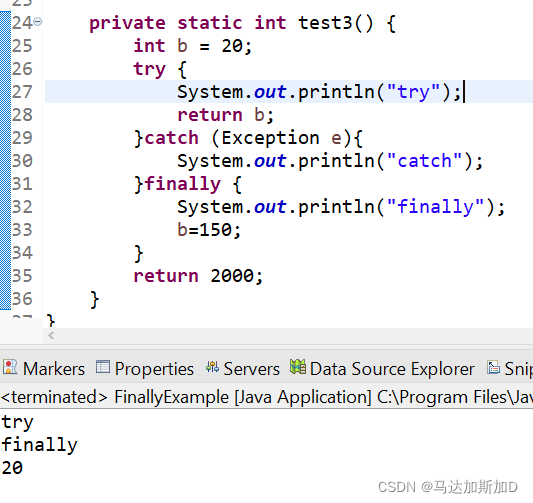 24 private static int test3() {
25 int b = 20;
26 try {
27 System.out.println("try");
28 return b;
29 }catch (Exception e){
30 System.out.println("catch");
31 }finally {
32 System.out.println("finally");
33 b=150;
34 }
35 return 2000;
36 }
}
Markers Properties Servers Data Source Explorer Snip
<terminated> FinallyExample [Java Application] C:\Program Files\Jav
try
finally
20
CSDN @马达加斯加D